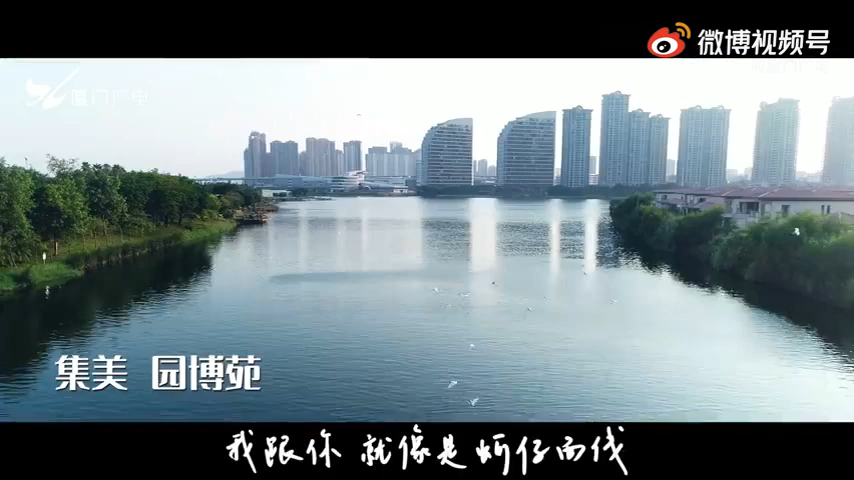 微博视频号
厦门广电
集美 园博苑
我跟你 就像是蚵仔面线